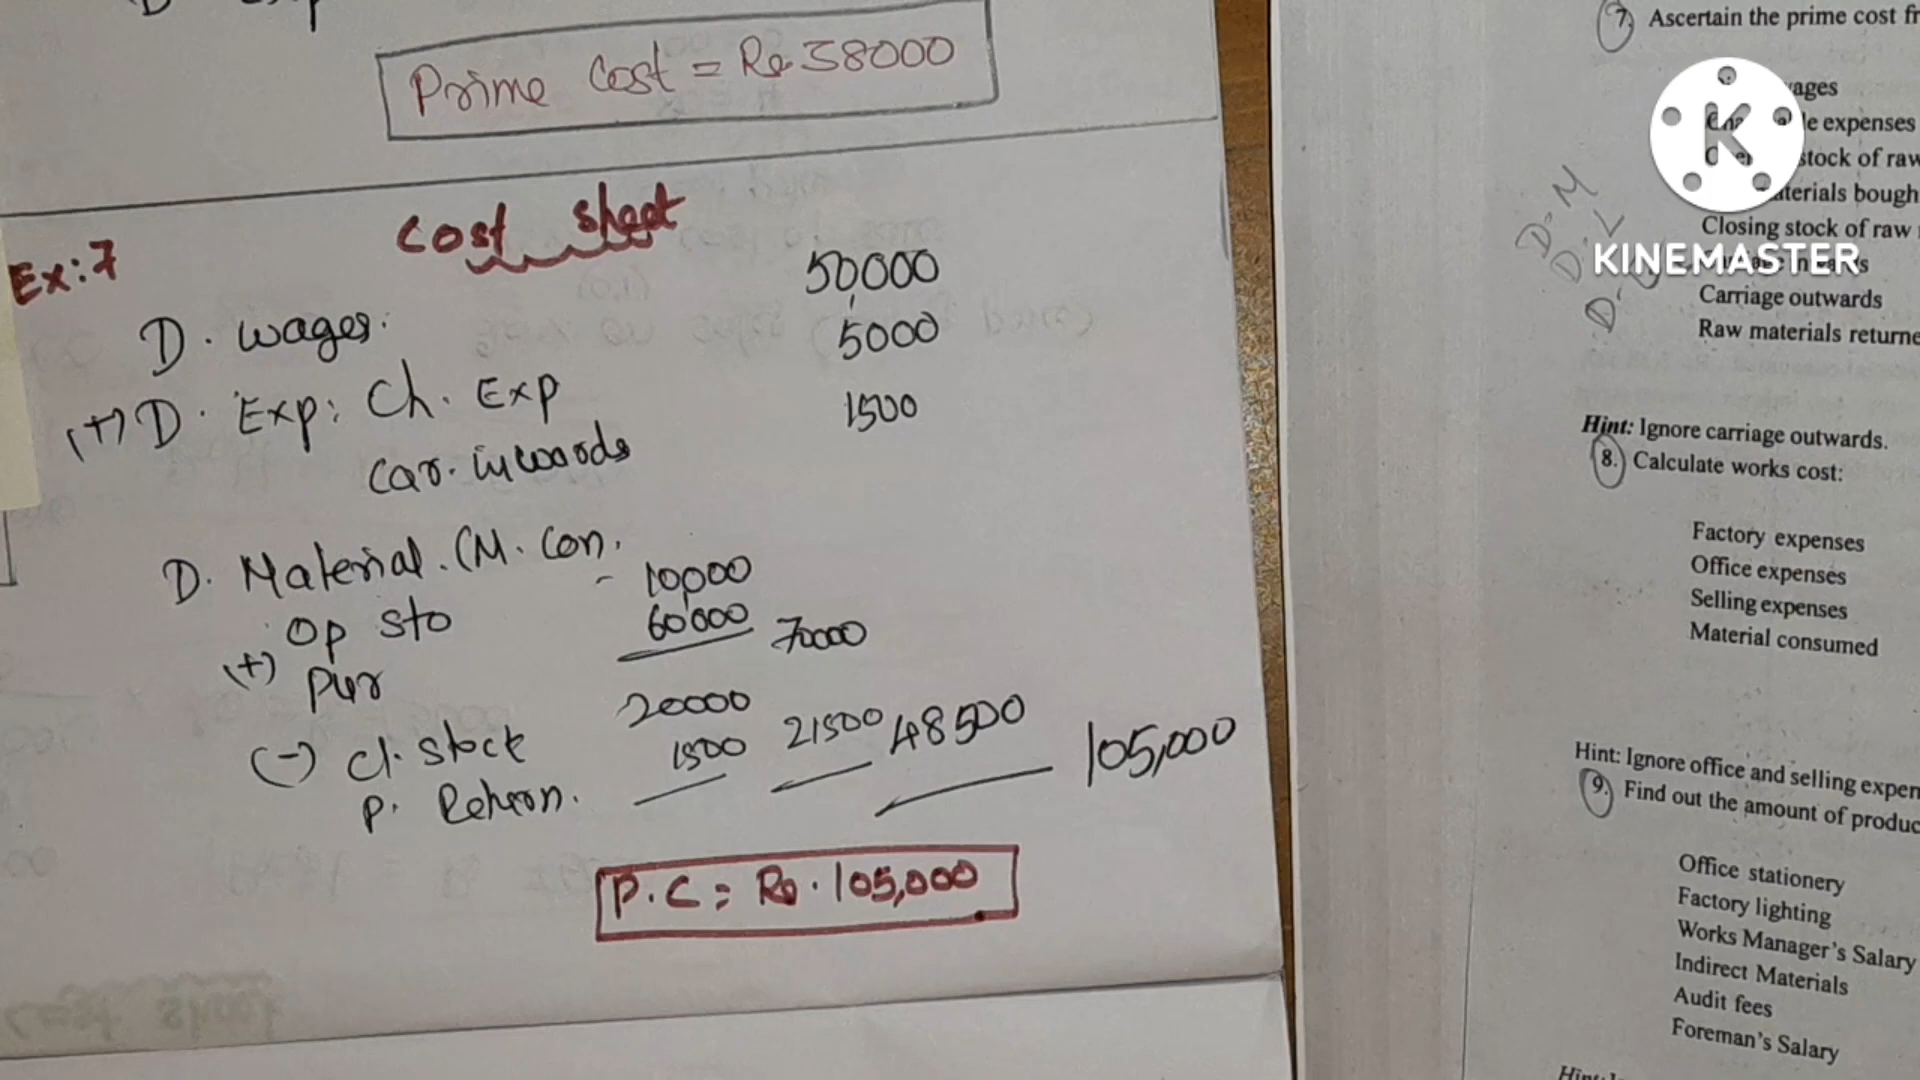 Prime Cost = Rs. 38000
Ex: 7
Cost Sheet
D. Wages. 50000
(+) D. Exp: Ch. Exp 5000
Car. Inwards 1500
D. Material. (M. Con.
Op Sto 10,000
(+) Pur 60000 70000
(-) Cl. Stock 20000
P. Return. 1500 21500 48500 105,000
P.C = Rs. 105,000
7. Ascertain the prime cost
expenses
stock of raw
bough
Closing stock of raw
Carriage outwards
Raw materials returne
D. M
D. L
Hint: Ignore carriage outwards.
8. Calculate works cost:
Factory expenses
Office expenses
Selling expenses
Material consumed
Hint: Ignore office and selling expen
9. Find out the amount of produc
Office stationery
Factory lighting
Works Manager's Salary
Indirect Materials
Audit fees
Foreman's Salary
K
KINEMASTER